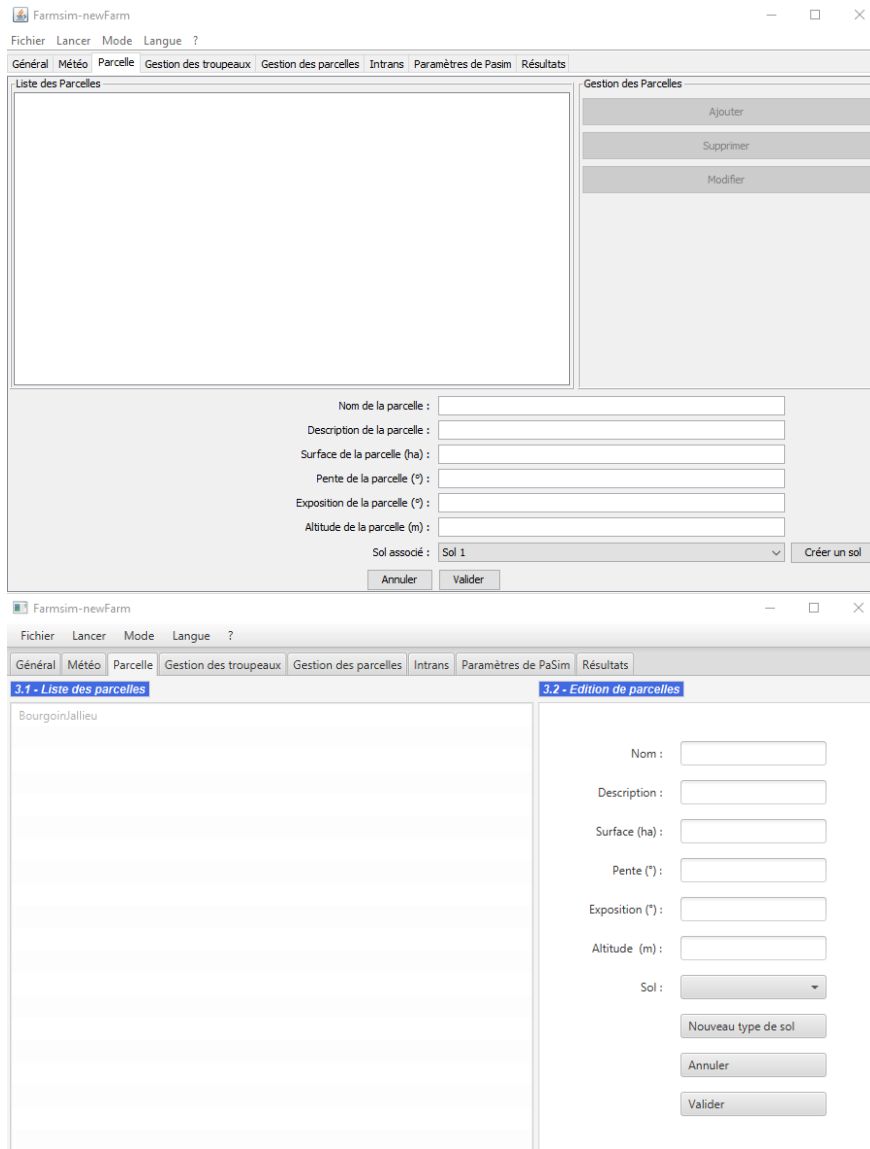 Farmsim-newFarm
Fichier Lancer Mode Langue ?
Général Météo Parcelle Gestion des troupeaux Gestion des parcelles Intrans Paramètres de Pasim Résultats
Liste des Parcelles
Gestion des Parcelles
Ajouter
Supprimer
Modifier
Nom de la parcelle :
Description de la parcelle :
Surface de la parcelle (ha) :
Pente de la parcelle (º) :
Exposition de la parcelle (º) :
Altitude de la parcelle (m) :
Sol associé : Sol 1 Créer un sol
Annuler Valider
Farmsim-newFarm
Fichier Lancer Mode Langue ?
Général Météo Parcelle Gestion des troupeaux Gestion des parcelles Intrans Paramètres de PaSim Résultats
3.1 - Liste des parcelles
BourgoinJallieu
3.2 - Edition de parcelles
Nom :
Description :
Surface (ha) :
Pente (°) :
Exposition (°) :
Altitude (m) :
Sol :
Nouveau type de sol
Annuler
Valider